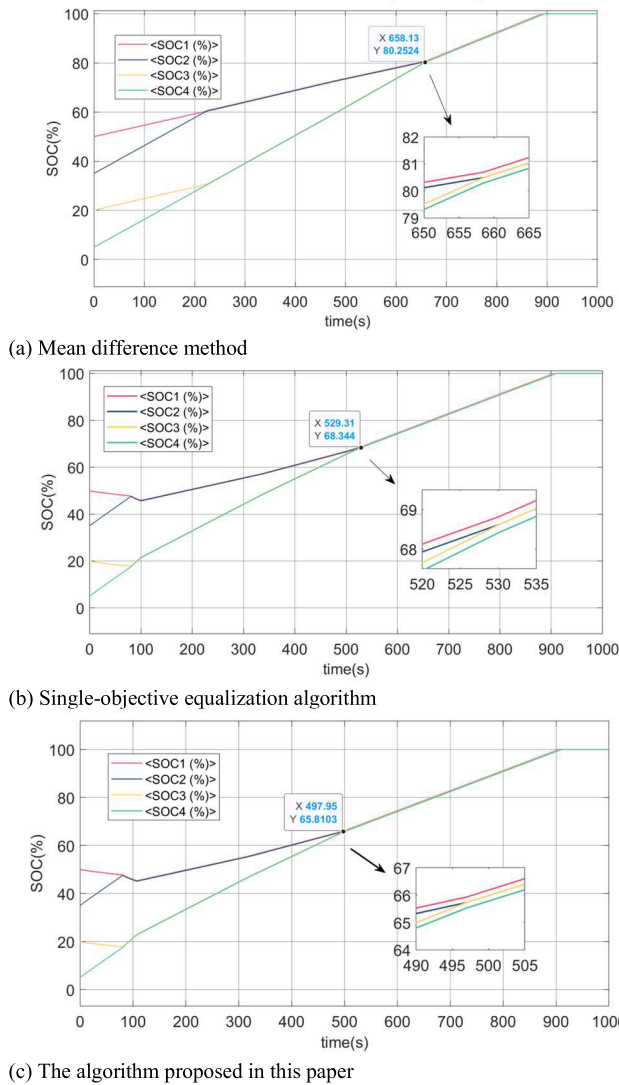 100
80
60
40
20
0
SOC(%)
<SOC1 (%)>
<SOC2 (%)>
<SOC3 (%)>
<SOC4 (%)>
X 658.13
Y 80.2524
82
81
80
79
650 655 660 665
0 100 200 300 400 500 600 700 800 900 1000
time(s)
(a) Mean difference method
100
80
60
40
20
0
SOC(%)
<SOC1 (%)>
<SOC2 (%)>
<SOC3 (%)>
<SOC4 (%)>
X 529.31
Y 68.344
69
68
520 525 530 535
0 100 200 300 400 500 600 700 800 900 1000
time(s)
(b) Single-objective equalization algorithm
100
80
60
40
20
0
SOC(%)
<SOC1 (%)>
<SOC2 (%)>
<SOC3 (%)>
<SOC4 (%)>
X 497.95
Y 65.8103
67
66
65
64
490 495 500 505
0 100 200 300 400 500 600 700 800 900 1000
time(s)
(c) The algorithm proposed in this paper